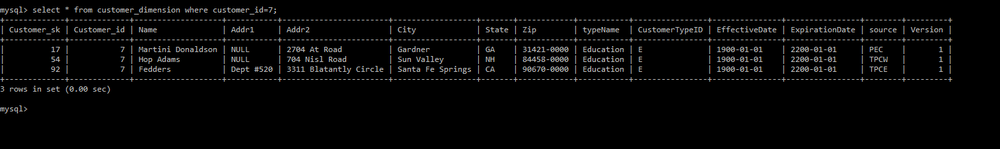 mysql> select * from customer_dimension where customer_id=7;
+-------------+-------------+-------------------+-----------+-----------------------+------------------+-------+------------+-----------+----------------+---------------+----------------+--------+---------+
| Customer_sk | Customer_id | Name | Addr1 | Addr2 | City | State | Zip | typeName | CustomerTypeID | EffectiveDate | ExpirationDate | source | Version |
+-------------+-------------+-------------------+-----------+-----------------------+------------------+-------+------------+-----------+----------------+---------------+----------------+--------+---------+
| 17 | 7 | Martini Donaldson | NULL | 2704 At Road | Gardner | GA | 31421-0000 | Education | E | 1900-01-01 | 2200-01-01 | PEC | 1 |
| 54 | 7 | Hop Adams | NULL | 704 Nisl Road | Sun Valley | NH | 84458-0000 | Education | E | 1900-01-01 | 2200-01-01 | TPCW | 1 |
| 92 | 7 | Fedders | Dept #520 | 3311 Blatantly Circle | Santa Fe Springs | CA | 90670-0000 | Education | E | 1900-01-01 | 2200-01-01 | TPCE | 1 |
+-------------+-------------+-------------------+-----------+-----------------------+------------------+-------+------------+-----------+----------------+---------------+----------------+--------+---------+
3 rows in set (0.00 sec)
mysql>